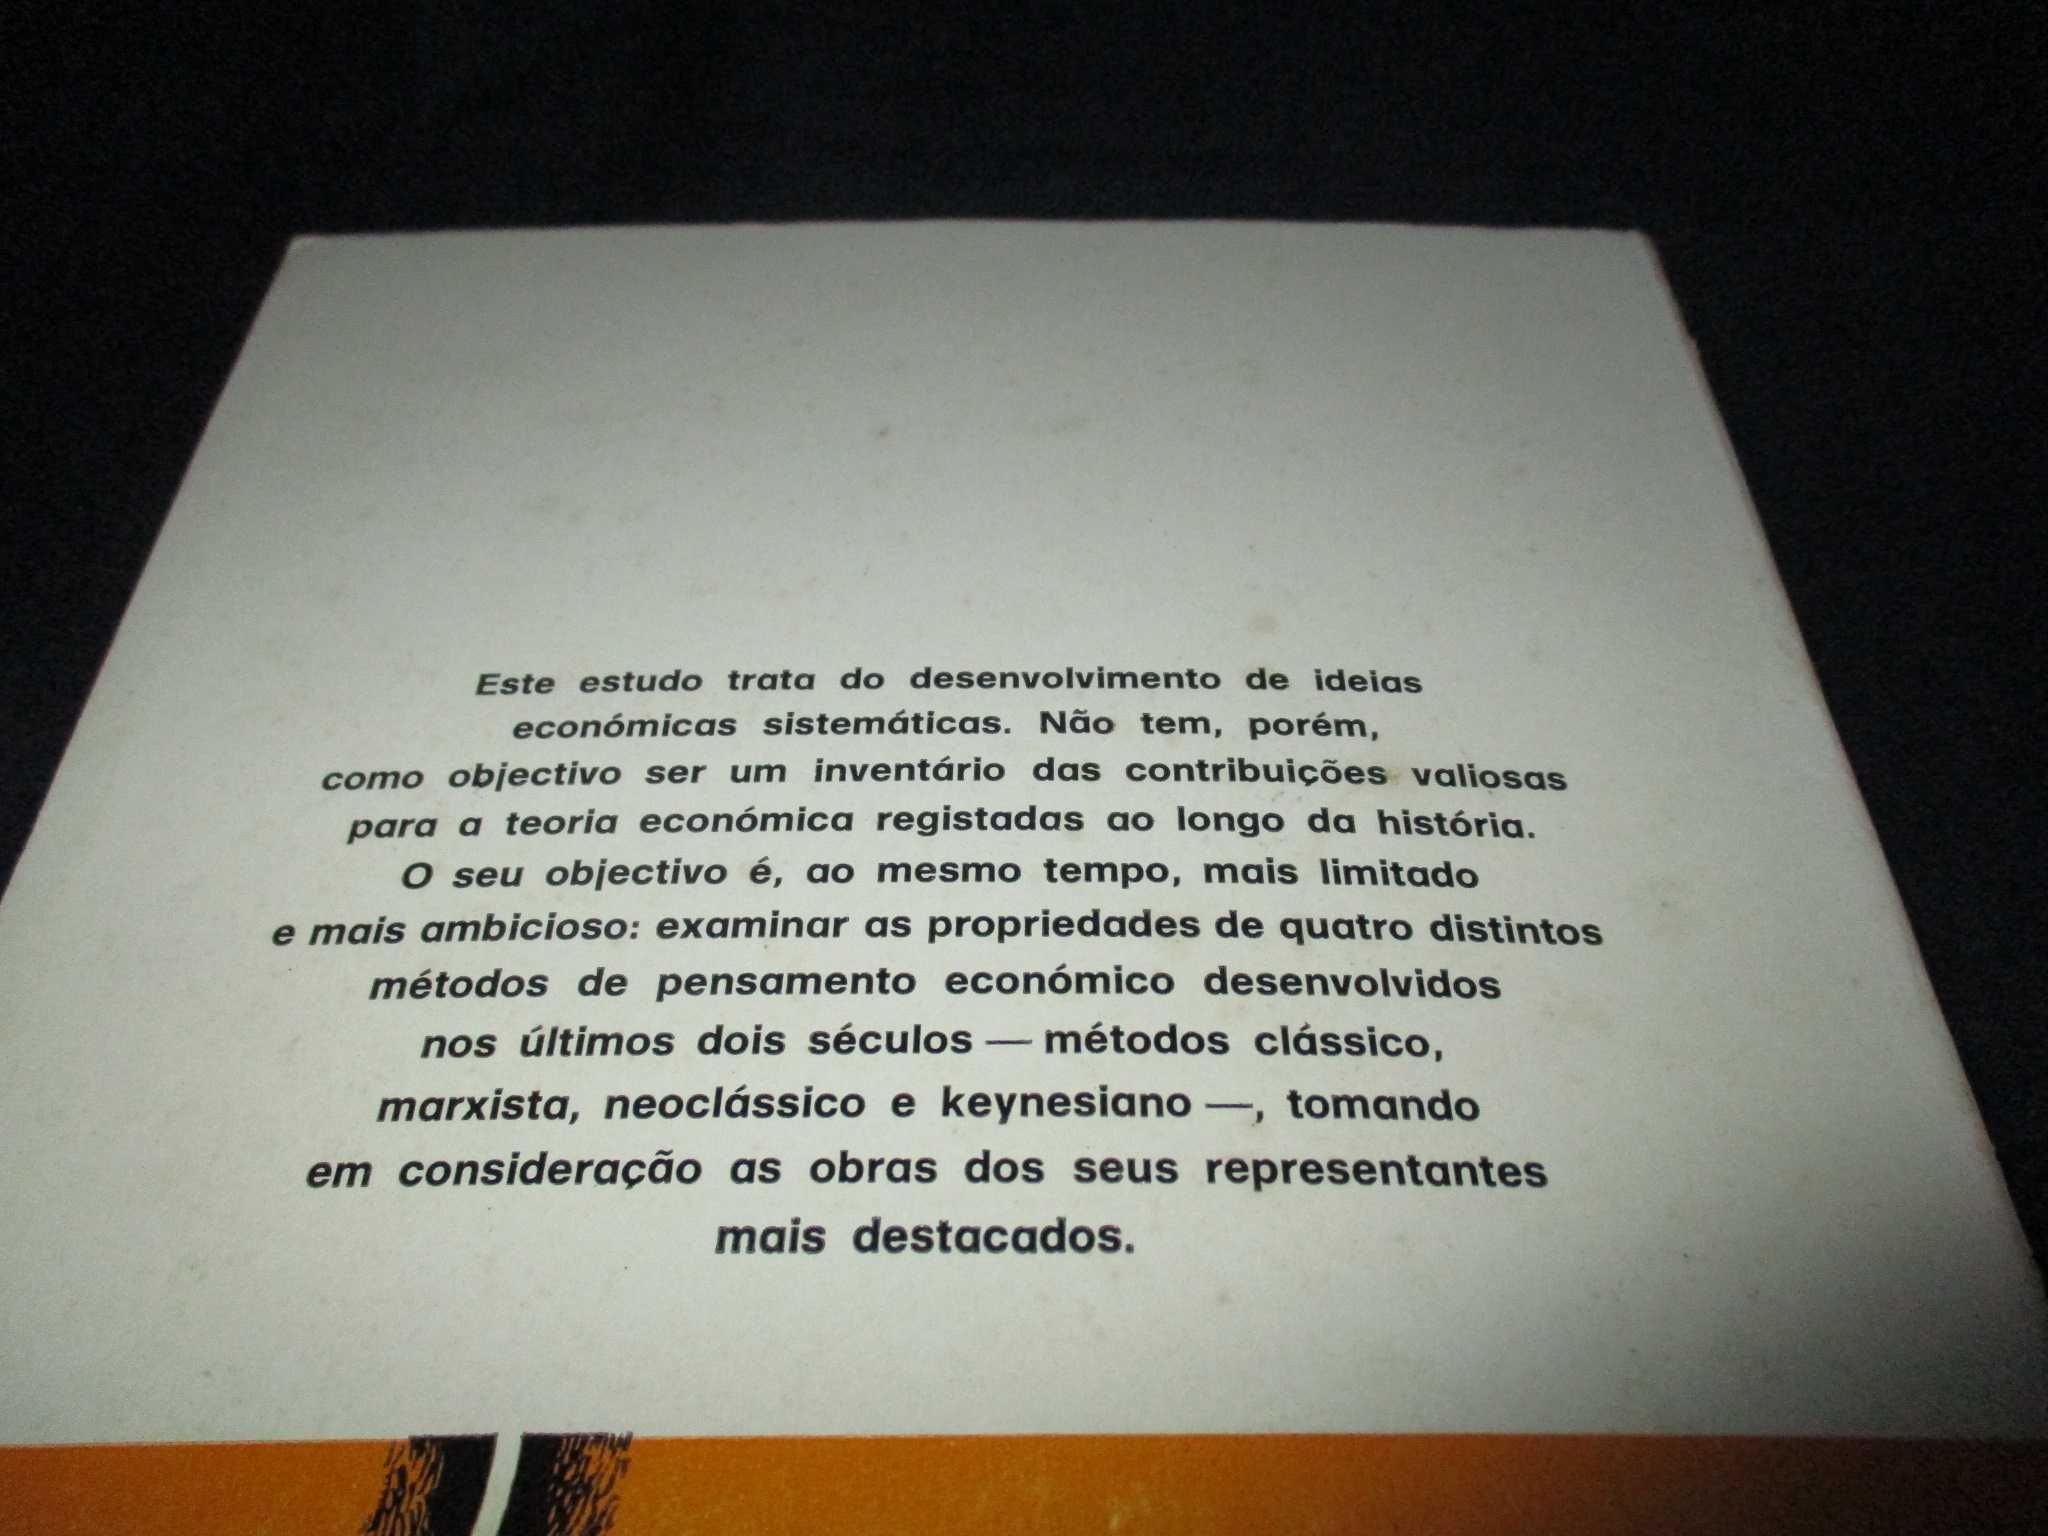 Este estudo trata do desenvolvimento de ideias
económicas sistemáticas. Não tem, porém,
como objectivo ser um inventário das contribuições valiosas
para a teoria económica registadas ao longo da história.
O seu objectivo é, ao mesmo tempo, mais limitado
e mais ambicioso: examinar as propriedades de quatro distintos
métodos de pensamento económico desenvolvidos
nos últimos dois séculos — métodos clássico,
marxista, neoclássico e keynesiano —, tomando
em consideração as obras dos seus representantes
mais destacados.